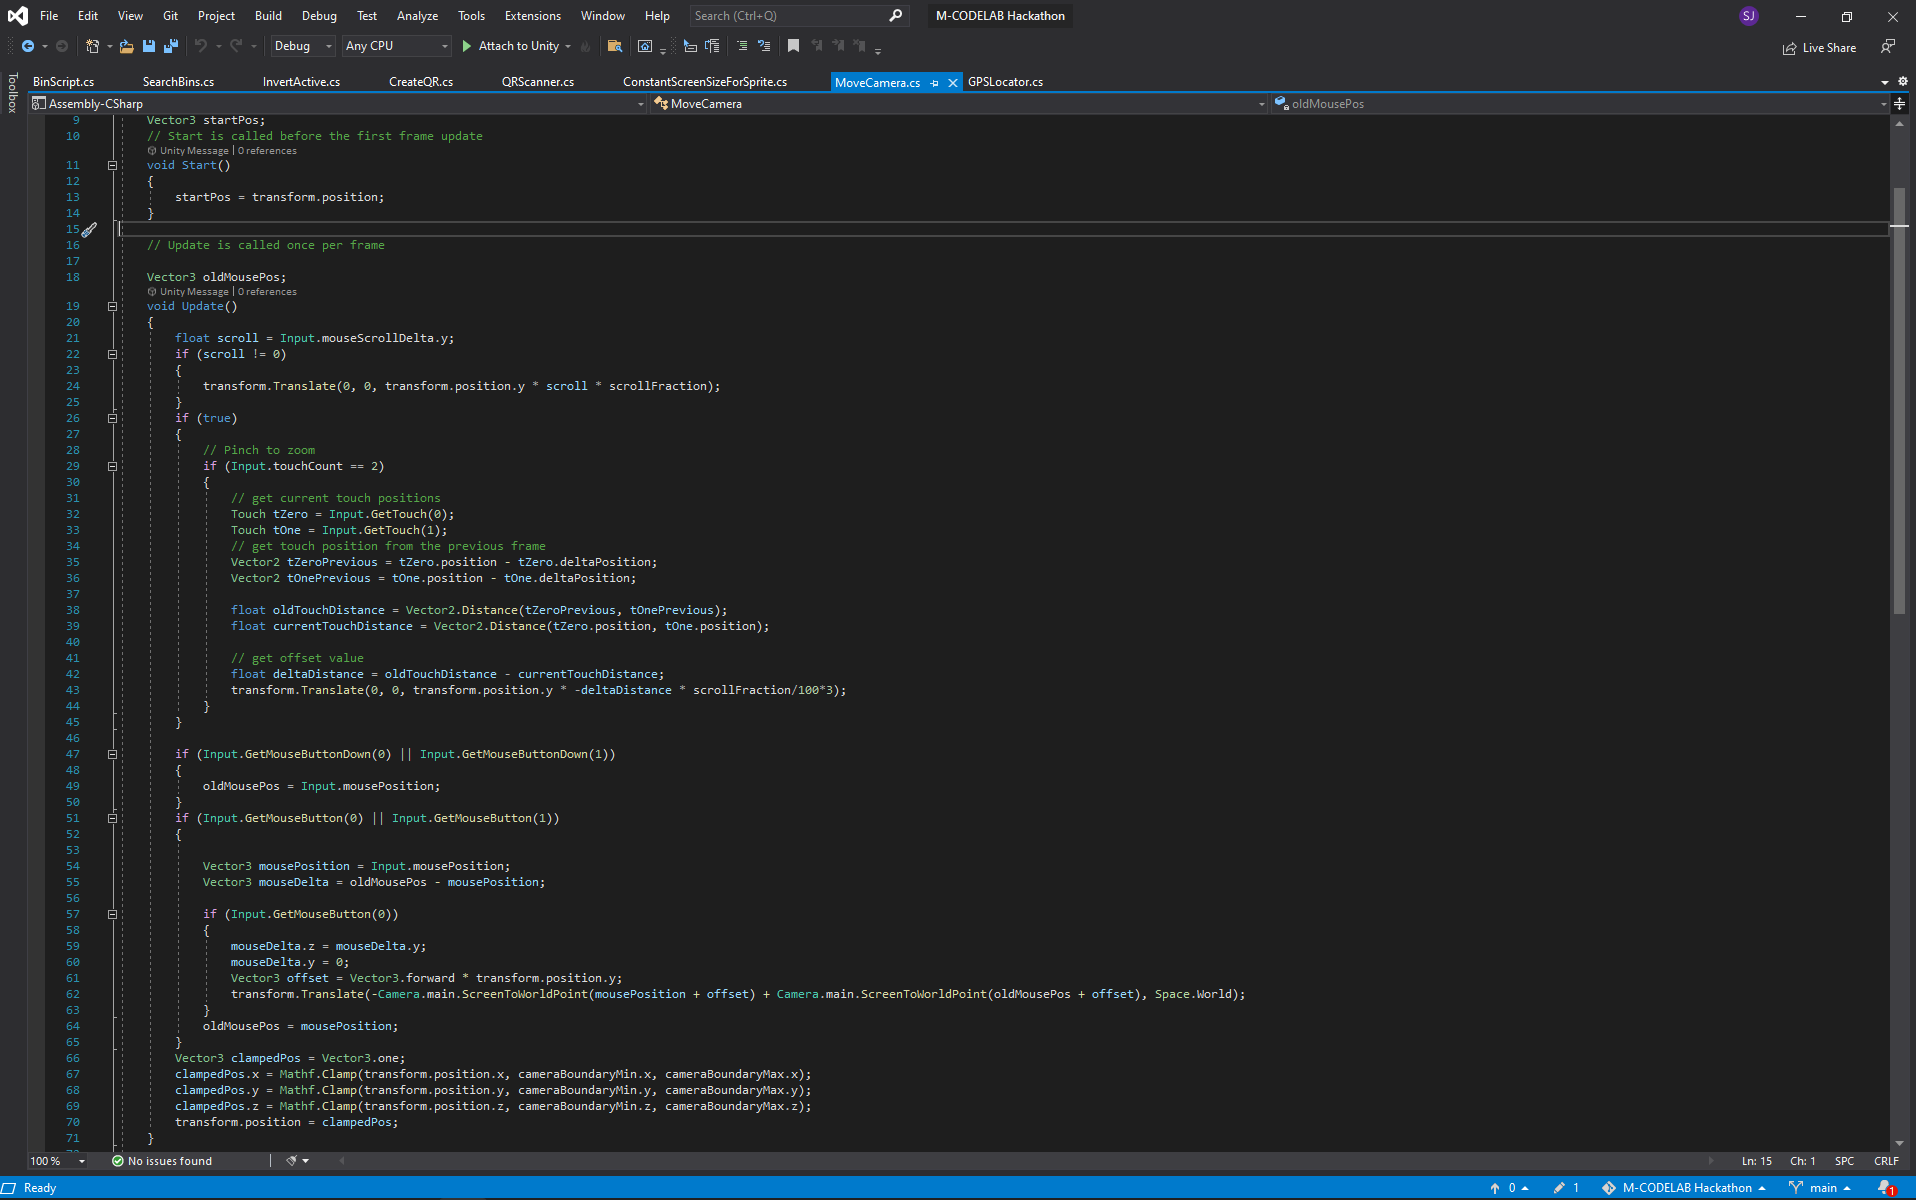 File Edit View Git Project Build Debug Test Analyze Tools Extensions Window Help Search (Ctrl+Q) M-CODELAB Hackathon SJ
Debug Any CPU Attach to Unity Live Share
Toolbox
BinScript.cs SearchBins.cs InvertActive.cs CreateQR.cs QRScanner.cs ConstantScreenSizeForSprite.cs MoveCamera.cs GPSLocator.cs
Assembly-CSharp MoveCamera oldMousePos
9 Vector3 startPos;
10 // Start is called before the first frame update
Unity Message | 0 references
11 void Start()
12 {
13 startPos = transform.position;
14 }
15
16 // Update is called once per frame
17
18 Vector3 oldMousePos;
Unity Message | 0 references
19 void Update()
20 {
21 float scroll = Input.mouseScrollDelta.y;
22 if (scroll != 0)
23 {
24 transform.Translate(0, 0, transform.position.y * scroll * scrollFraction);
25 }
26 if (true)
27 {
28 // Pinch to zoom
29 if (Input.touchCount == 2)
30 {
31 // get current touch positions
32 Touch tZero = Input.GetTouch(0);
33 Touch tOne = Input.GetTouch(1);
34 // get touch position from the previous frame
35 Vector2 tZeroPrevious = tZero.position - tZero.deltaPosition;
36 Vector2 tOnePrevious = tOne.position - tOne.deltaPosition;
37
38 float oldTouchDistance = Vector2.Distance(tZeroPrevious, tOnePrevious);
39 float currentTouchDistance = Vector2.Distance(tZero.position, tOne.position);
40
41 // get offset value
42 float deltaDistance = oldTouchDistance - currentTouchDistance;
43 transform.Translate(0, 0, transform.position.y * -deltaDistance * scrollFraction/100*3);
44 }
45 }
46
47 if (Input.GetMouseButtonDown(0) || Input.GetMouseButtonDown(1))
48 {
49 oldMousePos = Input.mousePosition;
50 }
51 if (Input.GetMouseButton(0) || Input.GetMouseButton(1))
52 {
53
54 Vector3 mousePosition = Input.mousePosition;
55 Vector3 mouseDelta = oldMousePos - mousePosition;
56
57 if (Input.GetMouseButton(0))
58 {
59 mouseDelta.z = mouseDelta.y;
60 mouseDelta.y = 0;
61 Vector3 offset = Vector3.forward * transform.position.y;
62 transform.Translate(-Camera.main.ScreenToWorldPoint(mousePosition + offset) + Camera.main.ScreenToWorldPoint(oldMousePos + offset), Space.World);
63 }
64 oldMousePos = mousePosition;
65 }
66 Vector3 clampedPos = Vector3.one;
67 clampedPos.x = Mathf.Clamp(transform.position.x, cameraBoundaryMin.x, cameraBoundaryMax.x);
68 clampedPos.y = Mathf.Clamp(transform.position.y, cameraBoundaryMin.y, cameraBoundaryMax.y);
69 clampedPos.z = Mathf.Clamp(transform.position.z, cameraBoundaryMin.z, cameraBoundaryMax.z);
70 transform.position = clampedPos;
71 }
100 % No issues found Ln: 15 Ch: 1 SPC CRLF
Ready 0 1 M-CODELAB Hackathon main 1